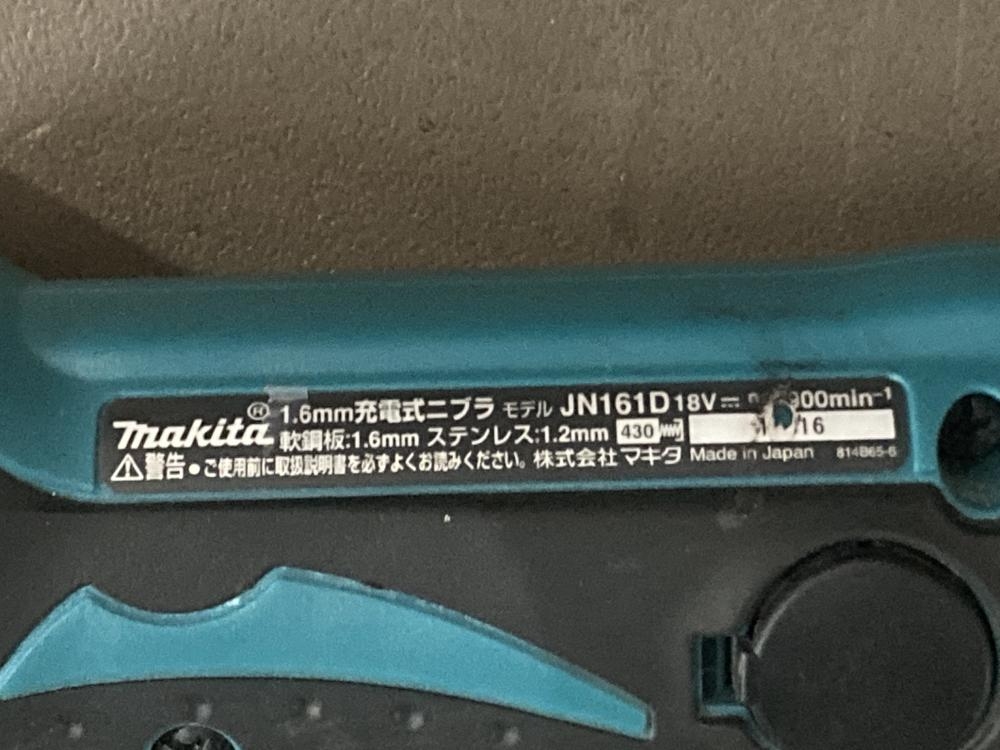 makita® 1.6mm充電式ニブラ モデル JN161D 18V⎓
軟鋼板:1.6mm ステンレス:1.2mm 430
⚠警告●ご使用前に取扱説明書を必ずよくお読みください。株式会社マキタ Made in Japan 814B65-6